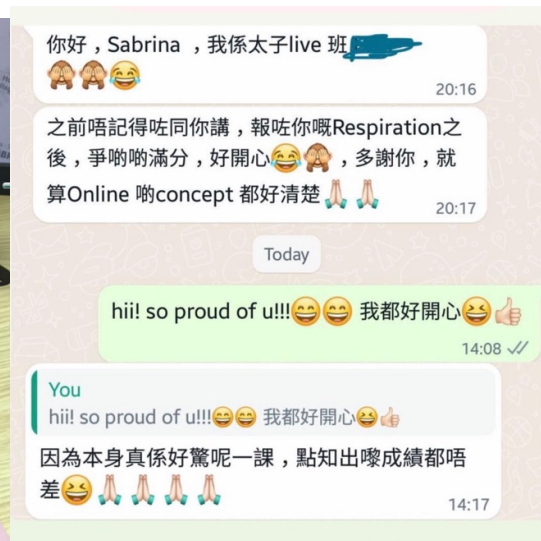 你好，Sabrina ，我係太子live 班
🙈🙈😂
20:16
之前唔記得咗同你講，報咗你嘅Respiration之
後，爭啲啲滿分，好開心😂🙈，多謝你，就
算Online 啲concept 都好清楚🙏🏻🙏🏻
20:17
Today
hii! so proud of u!!!😄😄 我都好開心😆👍🏻
14:08
You
hii! so proud of u!!!😄😄 我都好開心😆👍🏻
因為本身真係好驚呢一課，點知出嚟成績都唔
差😆🙏🏻🙏🏻🙏🏻🙏🏻
14:17